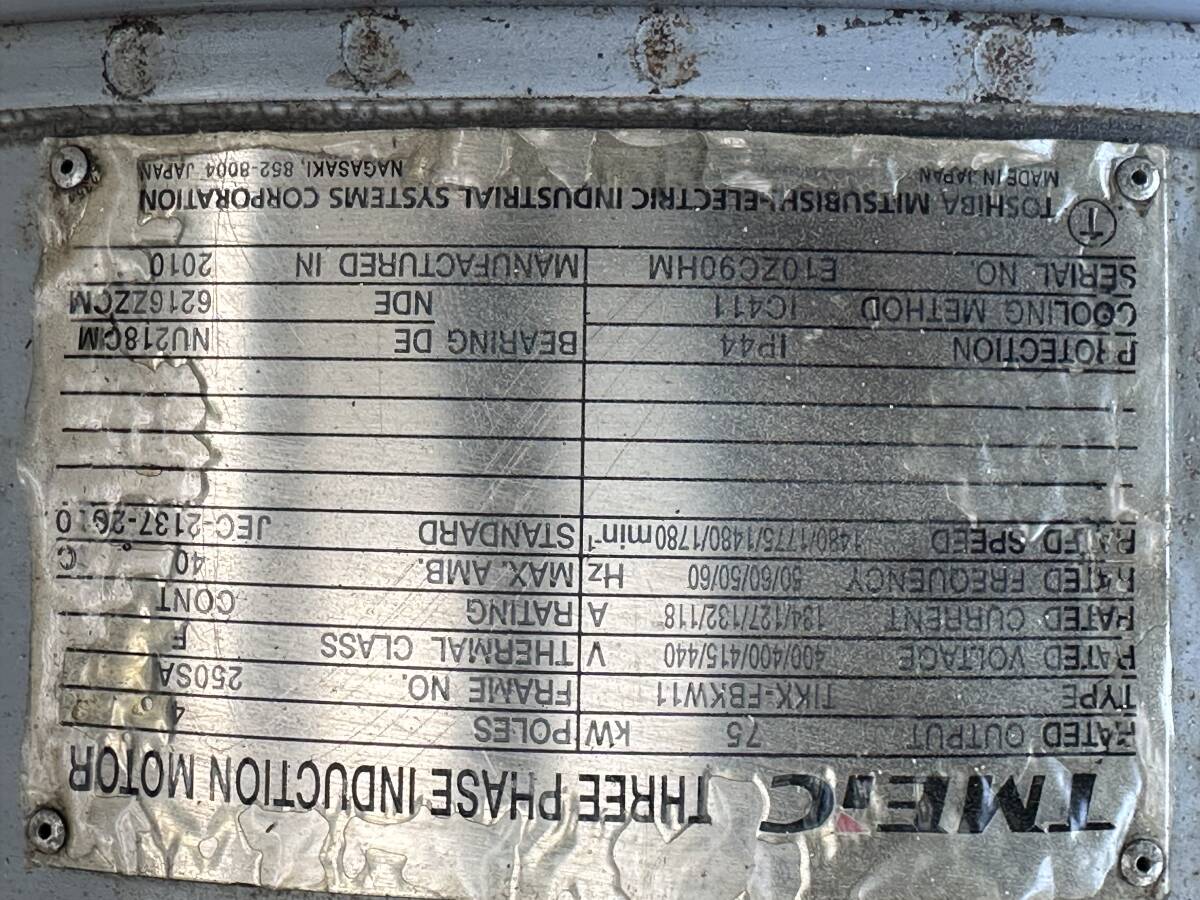 TMEIC THREE PHASE INDUCTION MOTOR
RATED OUTPUT 75 kW POLES 4
TYPE TIKK-FBKW11 FRAME NO. 250SA
RATED VOLTAGE 400/400/415/440 V THERMAL CLASS F
RATED CURRENT 134/127/132/118 A RATING CONT
RATED FREQUENCY 50/60/50/60 Hz MAX. AMB. 40 °C
RATED SPEED 1480/1775/1480/1780 min⁻¹ STANDARD JEC-2137-2010
PROTECTION IP44 BEARING DE NU218CM
COOLING METHOD IC411 NDE 6216ZZCM
SERIAL NO. E10ZC90HM MANUFACTURED IN 2010
T TOSHIBA MITSUBISHI-ELECTRIC INDUSTRIAL SYSTEMS CORPORATION
MADE IN JAPAN NAGASAKI, 852-8004 JAPAN